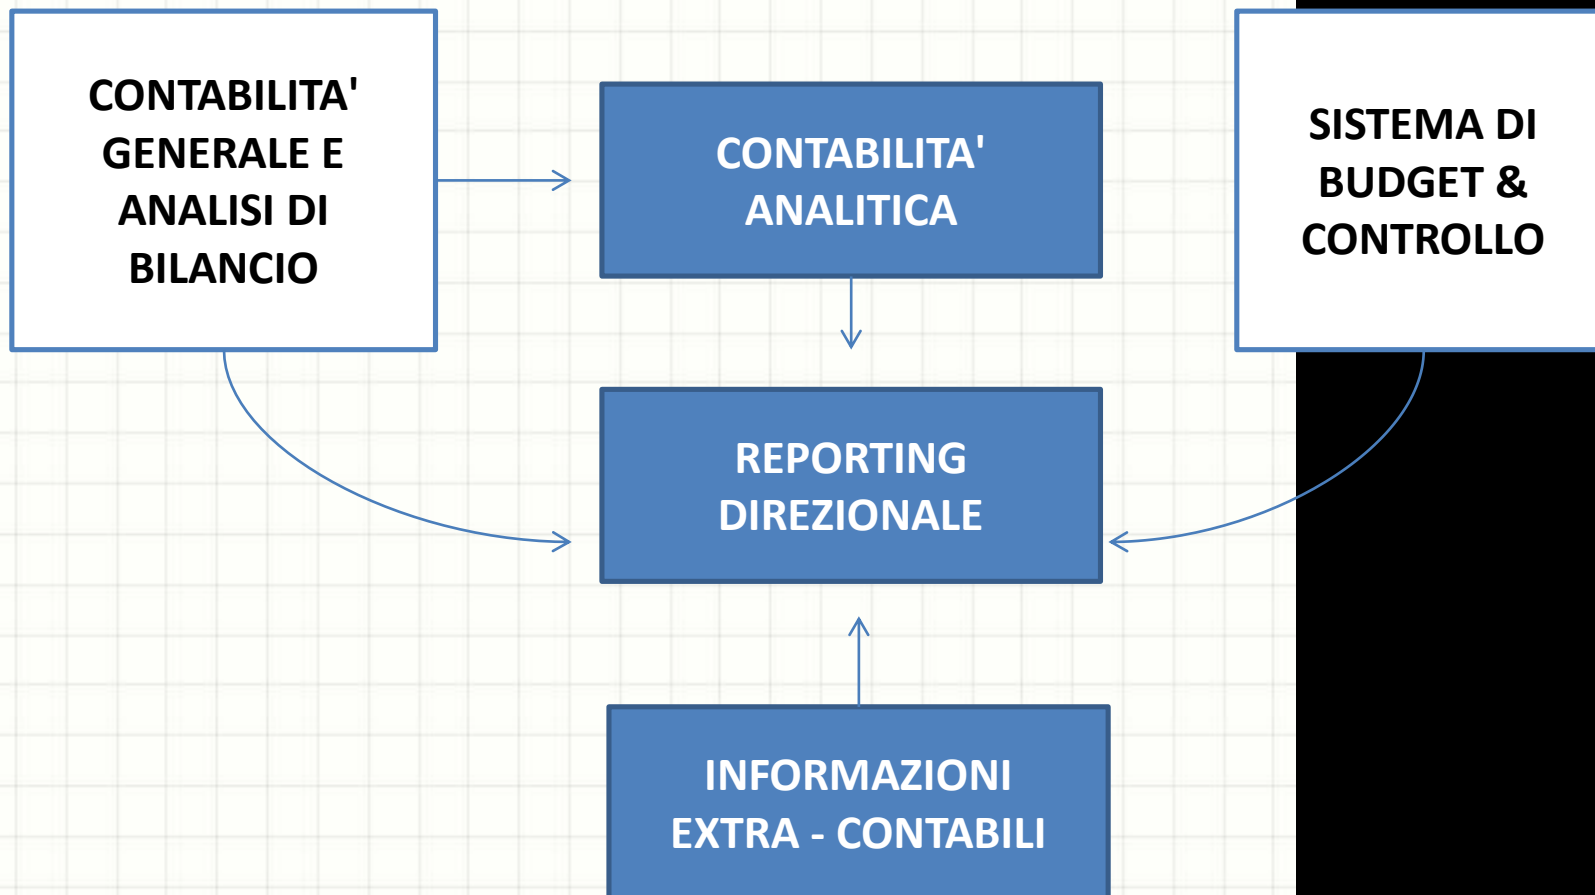 CONTABILITA'
GENERALE E
ANALISI DI
BILANCIO
CONTABILITA'
ANALITICA
SISTEMA DI
BUDGET &
CONTROLLO
REPORTING
DIREZIONALE
INFORMAZIONI
EXTRA - CONTABILI